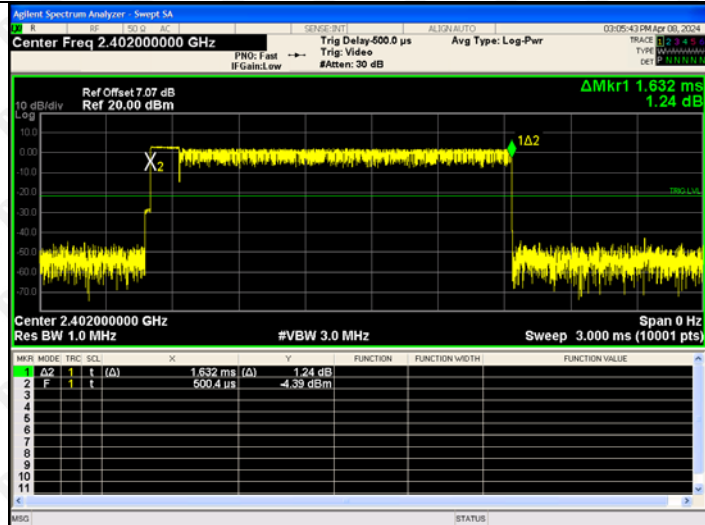 Agilent Spectrum Analyzer - Swept SA
R RF 50 Ω AC SENSE:INT ALIGN AUTO 03:05:43 PM Apr 08, 2024
Center Freq 2.402000000 GHz
PNO: Fast
IFGain:Low
Trig Delay-500.0 µs
Trig: Video
#Atten: 30 dB
Avg Type: Log-Pwr
TRACE 1 2 3 4 5 6
TYPE W
DET P N N N N N
ΔMkr1 1.632 ms
1.24 dB
Ref Offset 7.07 dB
10 dB/div Ref 20.00 dBm
Log
10.0
0.00
-10.0
-20.0
-30.0
-40.0
-50.0
-60.0
-70.0
1Δ2
2
TRIG LVL
Center 2.402000000 GHz Span 0 Hz
Res BW 1.0 MHz #VBW 3.0 MHz Sweep 3.000 ms (10001 pts)
MKR MODE TRC SCL X Y FUNCTION FUNCTION WIDTH FUNCTION VALUE
1 Δ2 1 t (Δ) 1.632 ms (Δ) 1.24 dB
2 F 1 t 500.4 µs -4.39 dBm
3
4
5
6
7
8
9
10
11
MSG STATUS